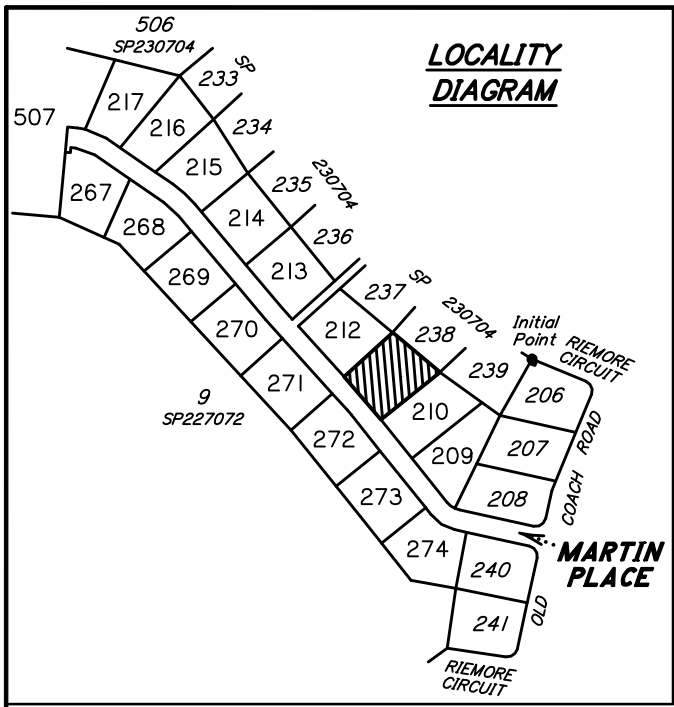 506
SP230704
LOCALITY
DIAGRAM
SP
233
217
507
216
234
215
235
230704
267
214
236
268
213
269
237
SP
230704
212
238
Initial
Point
RIEMORE
CIRCUIT
270
239
206
271
210
9
SP227072
207
ROAD
272
209
208
COACH
273
274
MARTIN
PLACE
240
241
OLD
RIEMORE
CIRCUIT